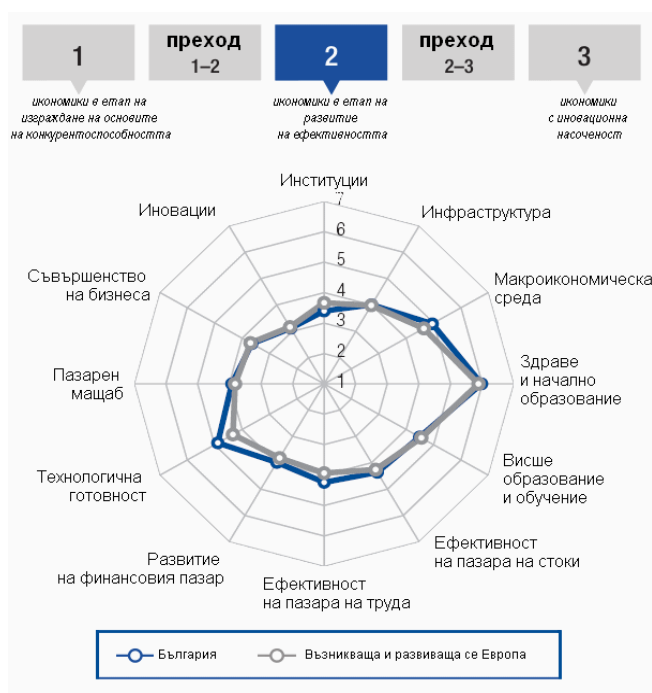 1
преход
1–2
2
преход
2–3
3
икономики в етап на
изграждане на основите
на конкурентоспособността
икономики в етап на
развитие
на ефективността
икономики
с иновационна
насоченост
Институции
7
6
5
4
3
2
1
Инфраструктура
Макроикономическа
среда
Здраве
и начално
образование
Висше
образование
и обучение
Ефективност
на пазара на стоки
Ефективност
на пазара на труда
Развитие
на финансовия пазар
Технологична
готовност
Пазарен
мащаб
Съвършенство
на бизнеса
Иновации
България
Възникваща и развиваща се Европа